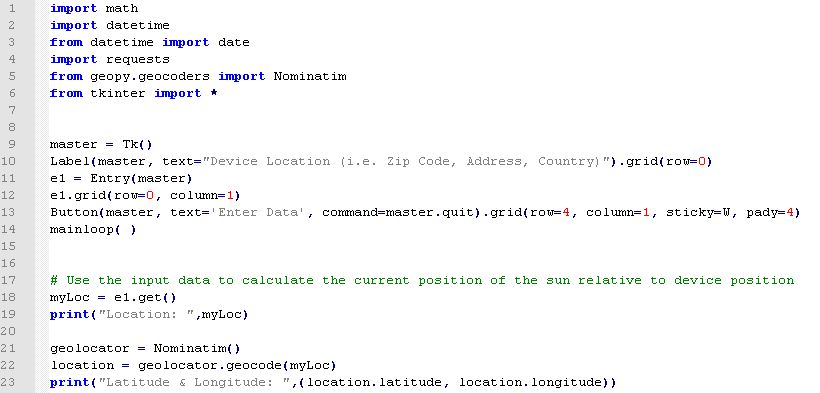 1 import math
2 import datetime
3 from datetime import date
4 import requests
5 from geopy.geocoders import Nominatim
6 from tkinter import *
7
8
9 master = Tk()
10 Label(master, text="Device Location (i.e. Zip Code, Address, Country)").grid(row=0)
11 e1 = Entry(master)
12 e1.grid(row=0, column=1)
13 Button(master, text='Enter Data', command=master.quit).grid(row=4, column=1, sticky=W, pady=4)
14 mainloop( )
15
16
17 # Use the input data to calculate the current position of the sun relative to device position
18 myLoc = e1.get()
19 print("Location: ",myLoc)
20
21 geolocator = Nominatim()
22 location = geolocator.geocode(myLoc)
23 print("Latitude & Longitude: ",(location.latitude, location.longitude))